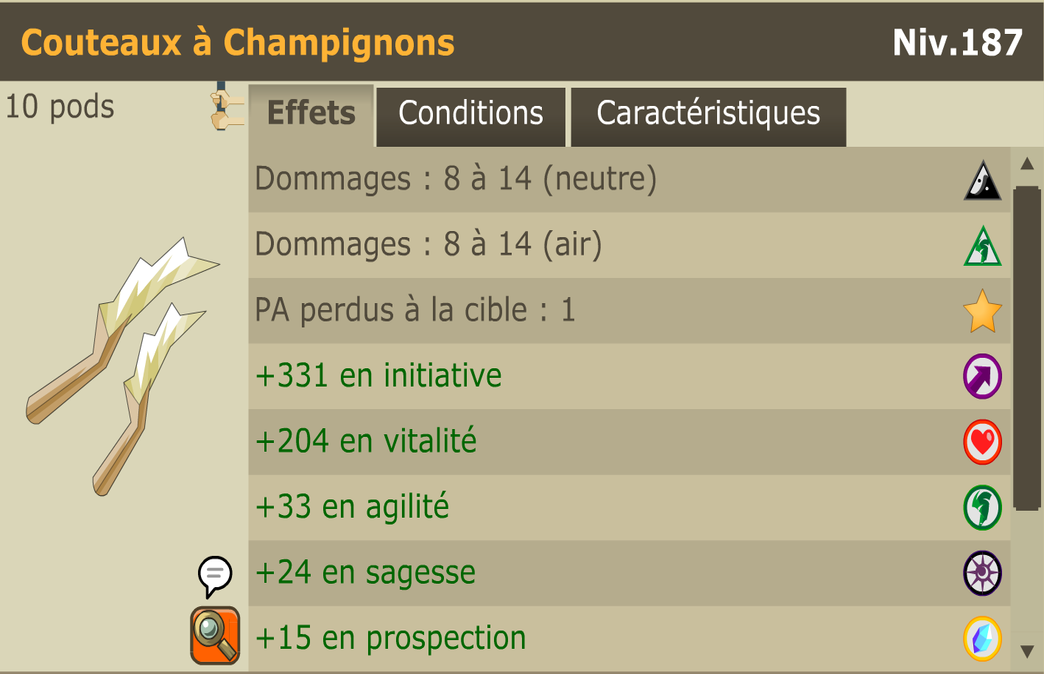 Couteaux à Champignons
Niv.187
10 pods
Effets
Conditions
Caractéristiques
Dommages : 8 à 14 (neutre)
Dommages : 8 à 14 (air)
PA perdus à la cible : 1
+331 en initiative
+204 en vitalité
+33 en agilité
+24 en sagesse
+15 en prospection